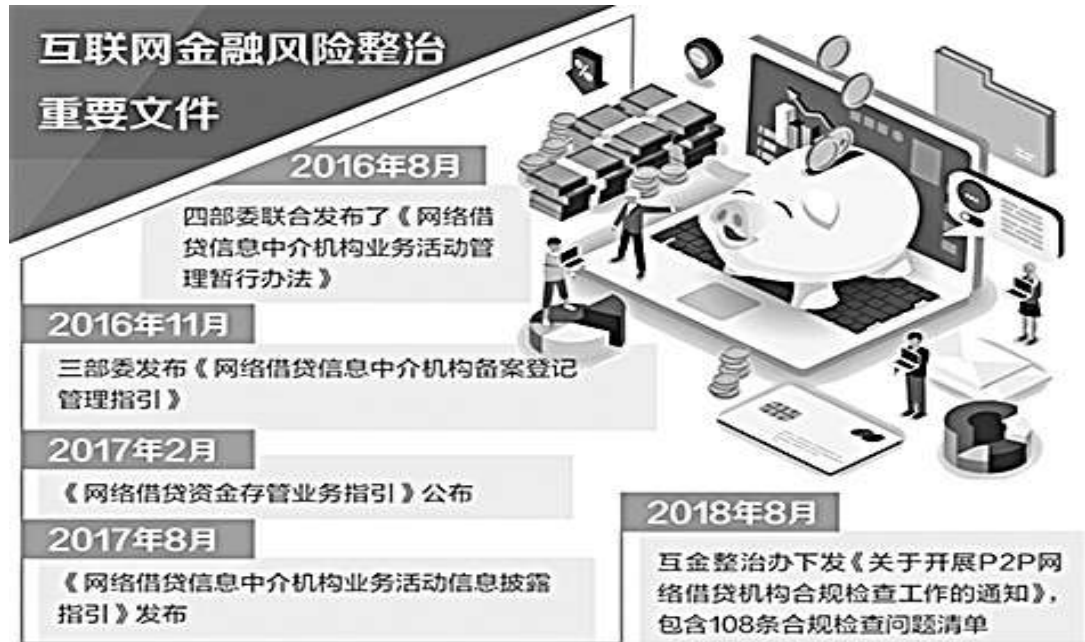 互联网金融风险整治
重要文件
2016年8月
四部委联合发布了《网络借
贷信息中介机构业务活动管
理暂行办法》
2016年11月
三部委发布《网络借贷信息中介机构备案登记
管理指引》
2017年2月
《网络借贷资金存管业务指引》公布
2017年8月
《网络借贷信息中介机构业务活动信息披露
指引》发布
2018年8月
互金整治办下发《关于开展P2P网
络借贷机构合规检查工作的通知》，
包含108条合规检查问题清单
%